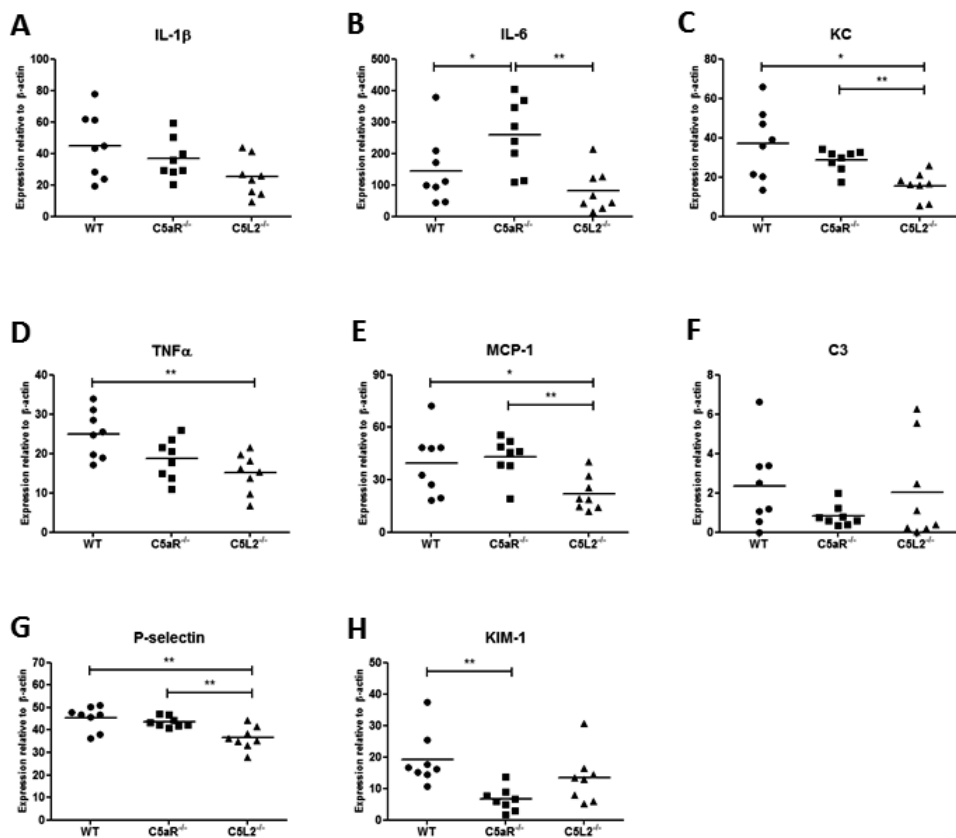 A
IL-1β
Expression relative to β-actin
100
80
60
40
20
0
WT
C5aR-/-
C5L2-/-
B
IL-6
Expression relative to β-actin
500
400
300
200
100
0
*
**
WT
C5aR-/-
C5L2-/-
C
KC
Expression relative to β-actin
80
60
40
20
0
*
**
WT
C5aR-/-
C5L2-/-
D
TNFα
Expression relative to β-actin
40
30
20
10
0
**
WT
C5aR-/-
C5L2-/-
E
MCP-1
Expression relative to β-actin
90
60
30
0
*
**
WT
C5aR-/-
C5L2-/-
F
C3
Expression relative to β-actin
8
6
4
2
0
WT
C5aR-/-
C5L2-/-
G
P-selectin
Expression relative to β-actin
70
60
50
40
30
20
10
0
**
**
WT
C5aR-/-
C5L2-/-
H
KIM-1
Expression relative to β-actin
50
40
30
20
10
0
**
WT
C5aR-/-
C5L2-/-